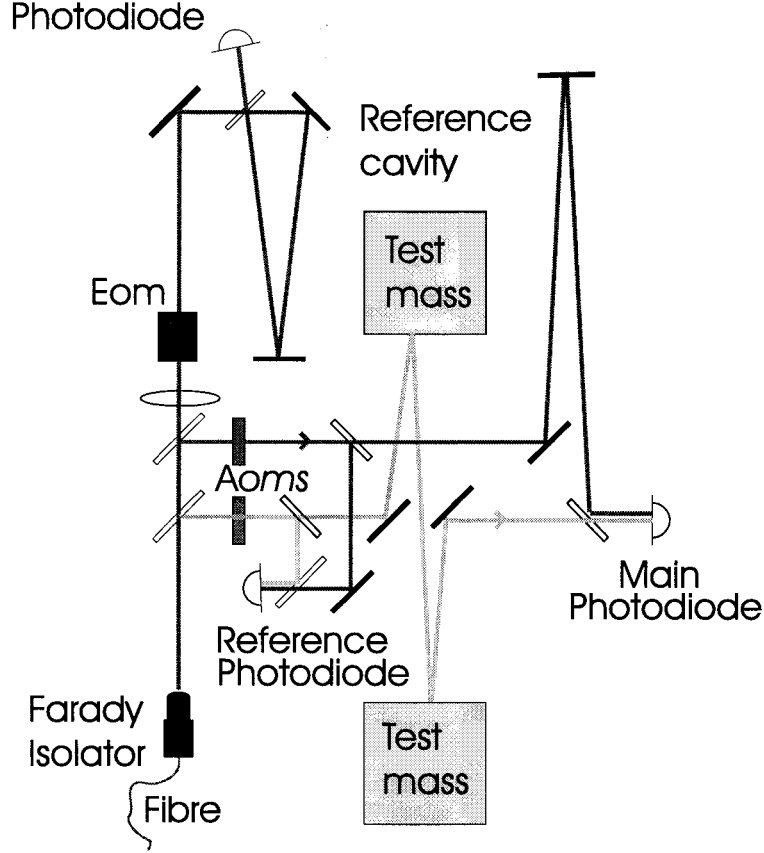 Photodiode
Reference
cavity
Test
mass
Eom
Aoms
Main
Photodiode
Reference
Photodiode
Farady
Isolator
Test
mass
Fibre